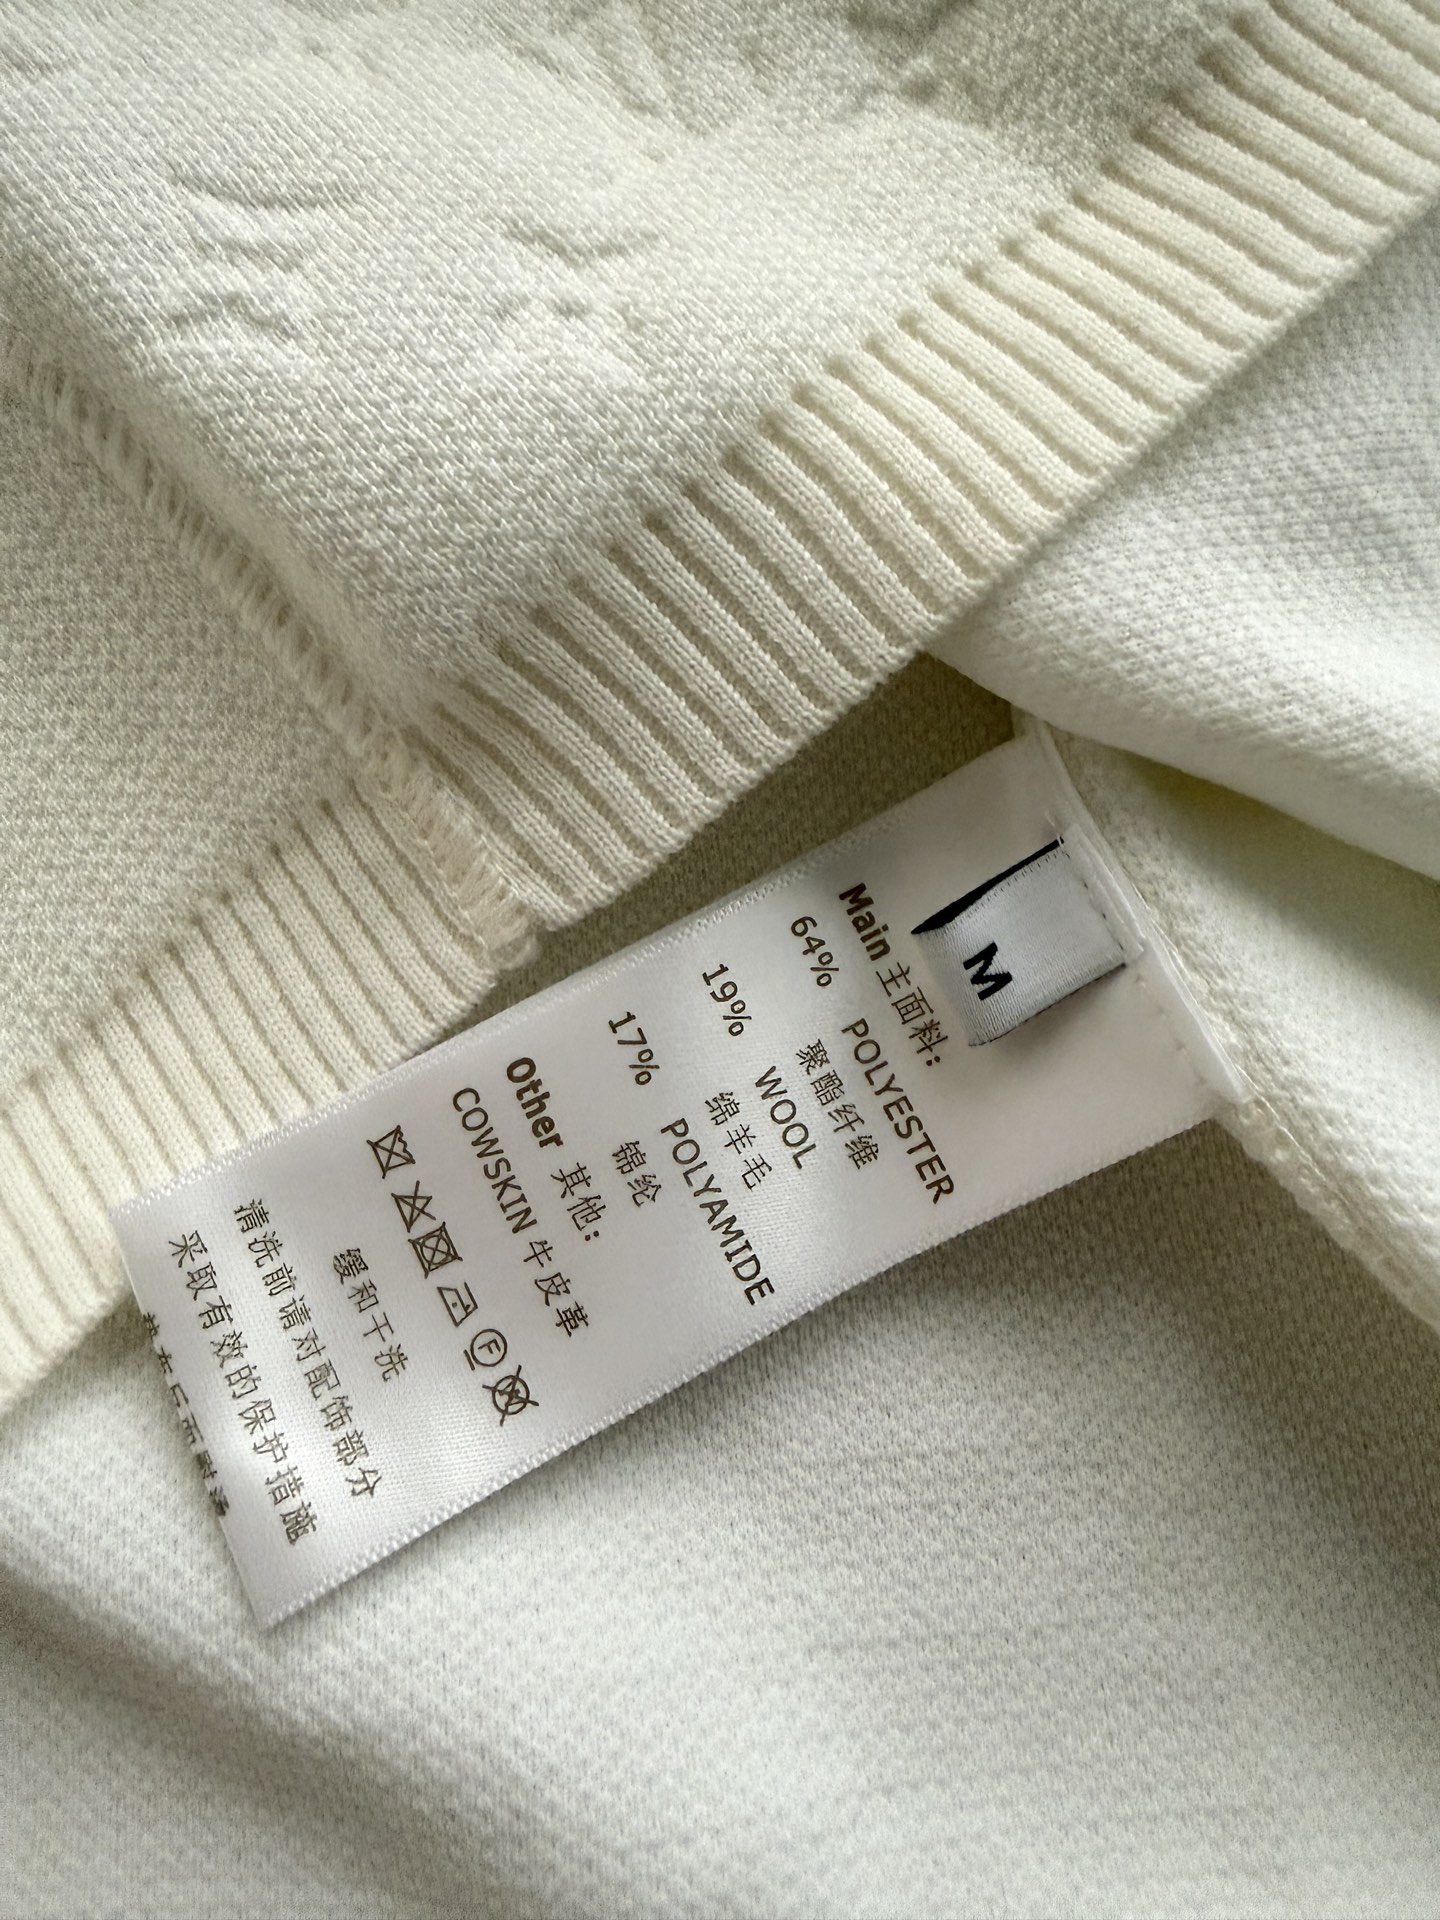 M
Main 主面料:
64% POLYESTER
聚酯纤维
19% WOOL
绵羊毛
17% POLYAMIDE
锦纶
Other 其他:
COWSKIN 牛皮革
F
缓和干洗
清洗前请对配饰部分
采取有效的保护措施